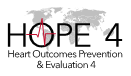 HOPE 4
Heart Outcomes Prevention
& Evaluation 4